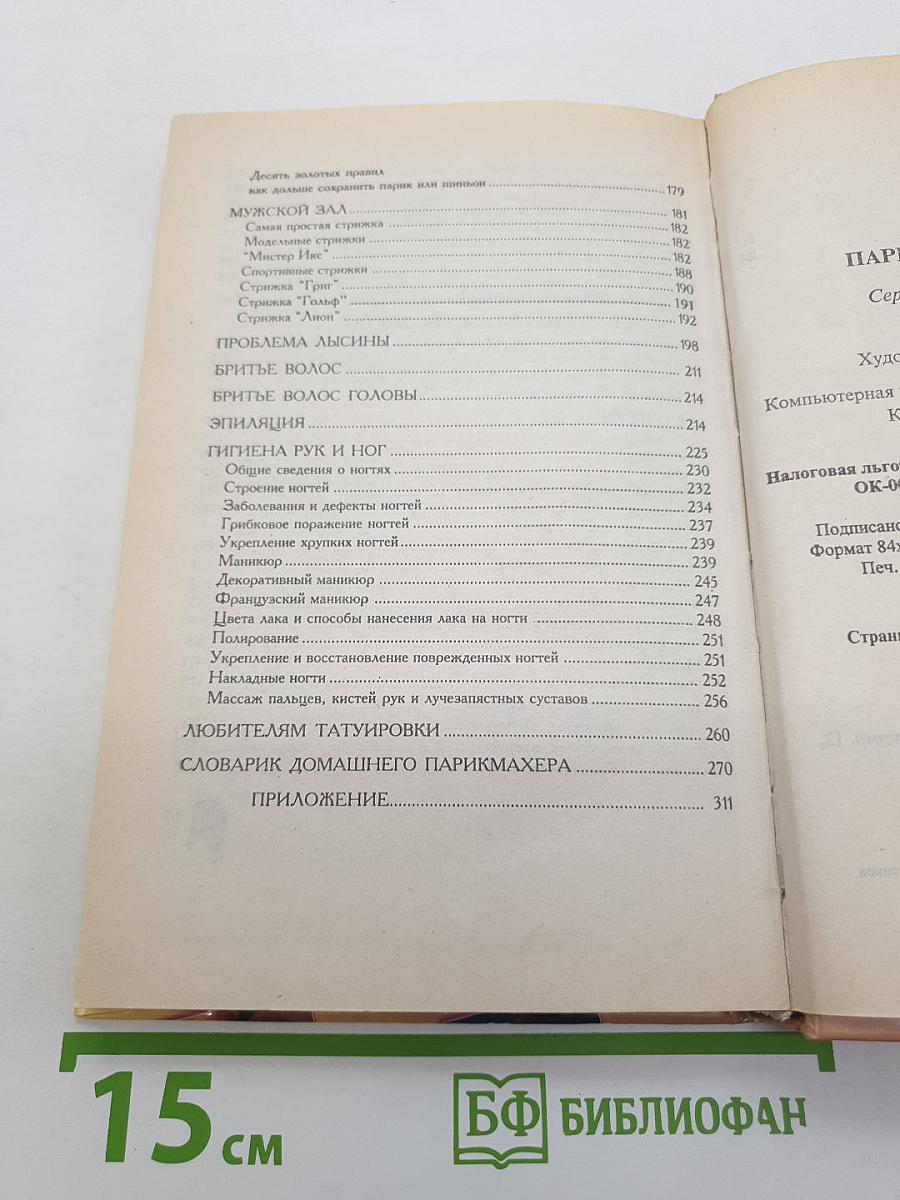 Десять золотых правил
как дольше сохранить парик или шиньон ... 179
МУЖСКОЙ ЗАЛ ... 181
Самая простая стрижка ... 182
Модельные стрижки ... 182
"Мистер Икс" ... 182
Спортивные стрижки ... 188
Стрижка "Григ" ... 190
Стрижка "Гольф" ... 191
Стрижка "Лион" ... 192
ПРОБЛЕМА ЛЫСИНЫ ... 198
БРИТЬЕ ВОЛОС ... 211
БРИТЬЕ ВОЛОС ГОЛОВЫ ... 214
ЭПИЛЯЦИЯ ... 214
ГИГИЕНА РУК И НОГ ... 225
Общие сведения о ногтях ... 230
Строение ногтей ... 232
Заболевания и дефекты ногтей ... 234
Грибковое поражение ногтей ... 237
Укрепление хрупких ногтей ... 239
Маникюр ... 239
Декоративный маникюр ... 245
Французский маникюр ... 247
Цвета лака и способы нанесения лака на ногти ... 248
Полирование ... 251
Укрепление и восстановление поврежденных ногтей ... 251
Накладные ногти ... 252
Массаж пальцев, кистей рук и лучезапястных суставов ... 256
ЛЮБИТЕЛЯМ ТАТУИРОВКИ ... 260
СЛОВАРИК ДОМАШНЕГО ПАРИКМАХЕРА ... 270
ПРИЛОЖЕНИЕ ... 311
ПАРИ
Сер
Худо
Компьютерная
К
Налоговая льго
ОК-00
Подписано
Формат 84х
Печ.
Стран
15 см
БФ БИБЛИОФАН